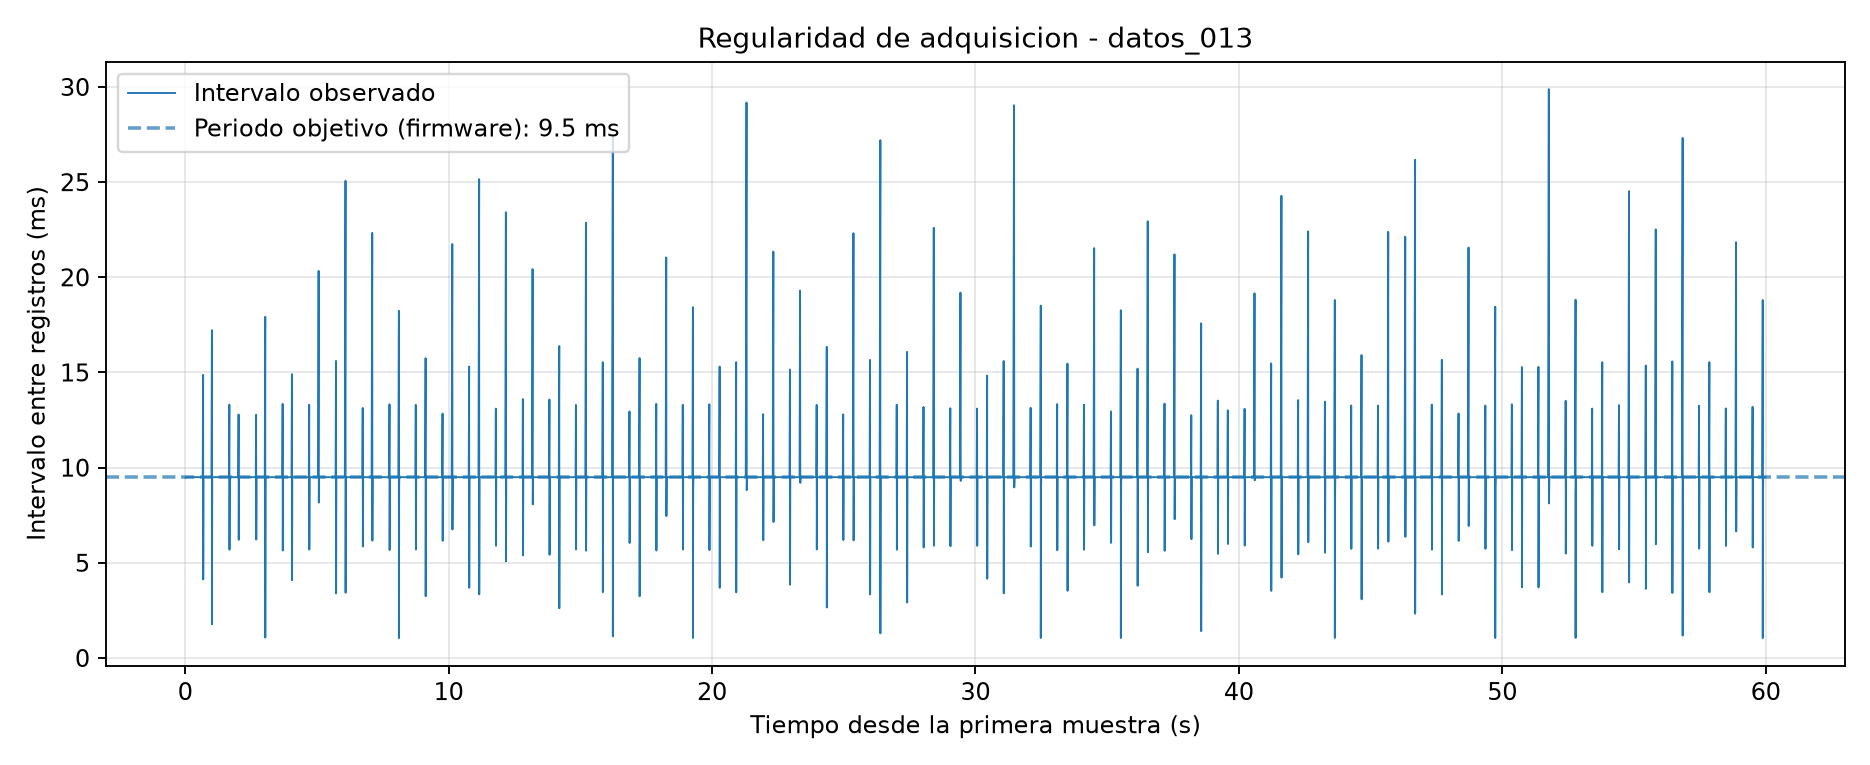 Regularidad de adquisicion - datos_013
Intervalo observado
Periodo objetivo (firmware): 9.5 ms
Intervalo entre registros (ms)
30
25
20
15
10
5
0
0 10 20 30 40 50 60
Tiempo desde la primera muestra (s)